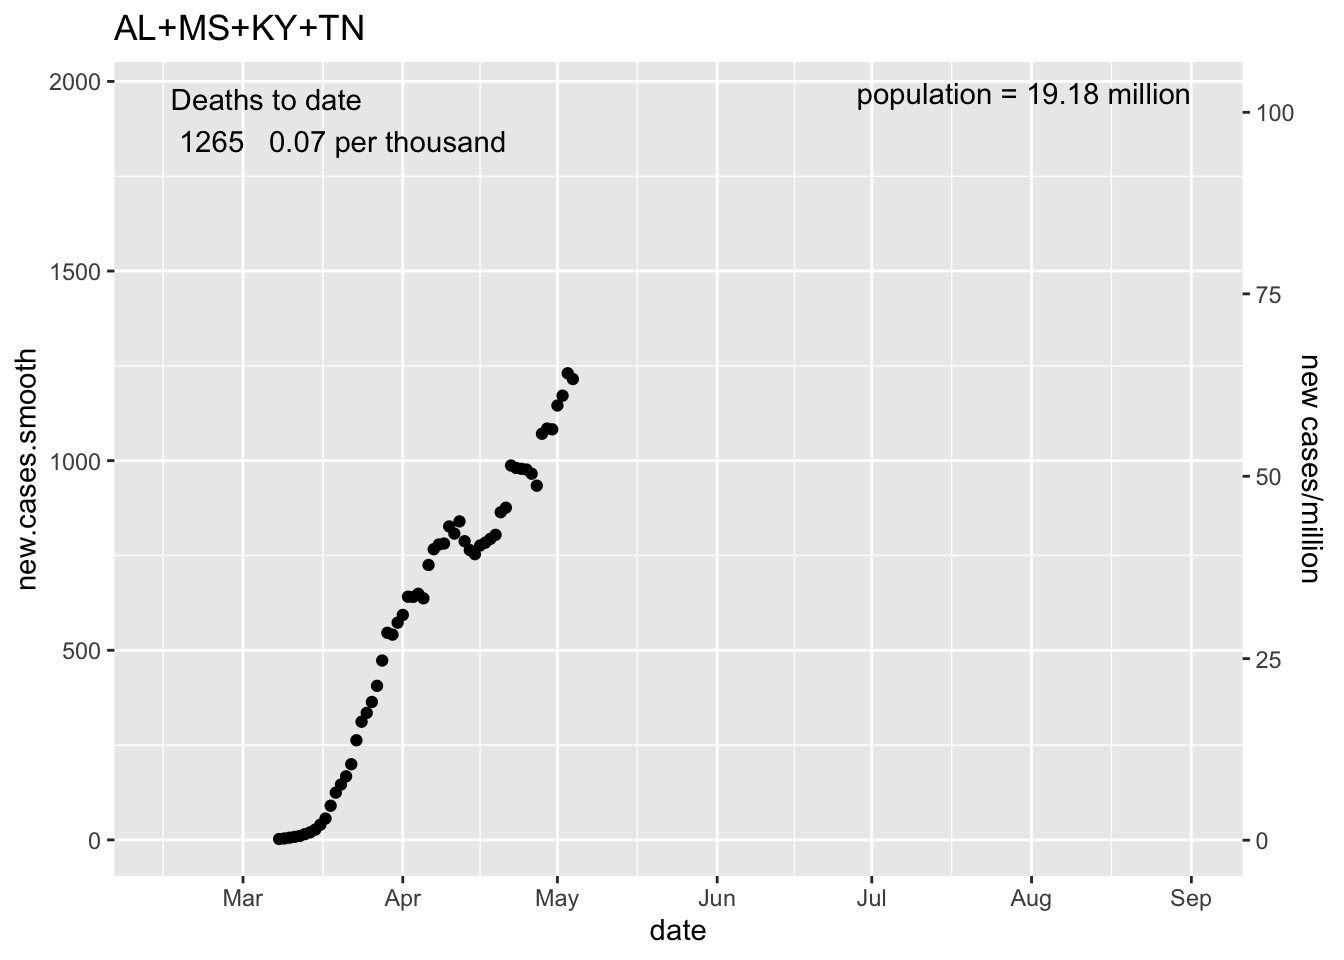 AL+MS+KY+TN
2000
1500
1000
500
0
new.cases.smooth
Deaths to date
1265 0.07 per thousand
population = 19.18 million
100
75
50
25
0
new cases/million
Mar Apr May Jun Jul Aug Sep
date